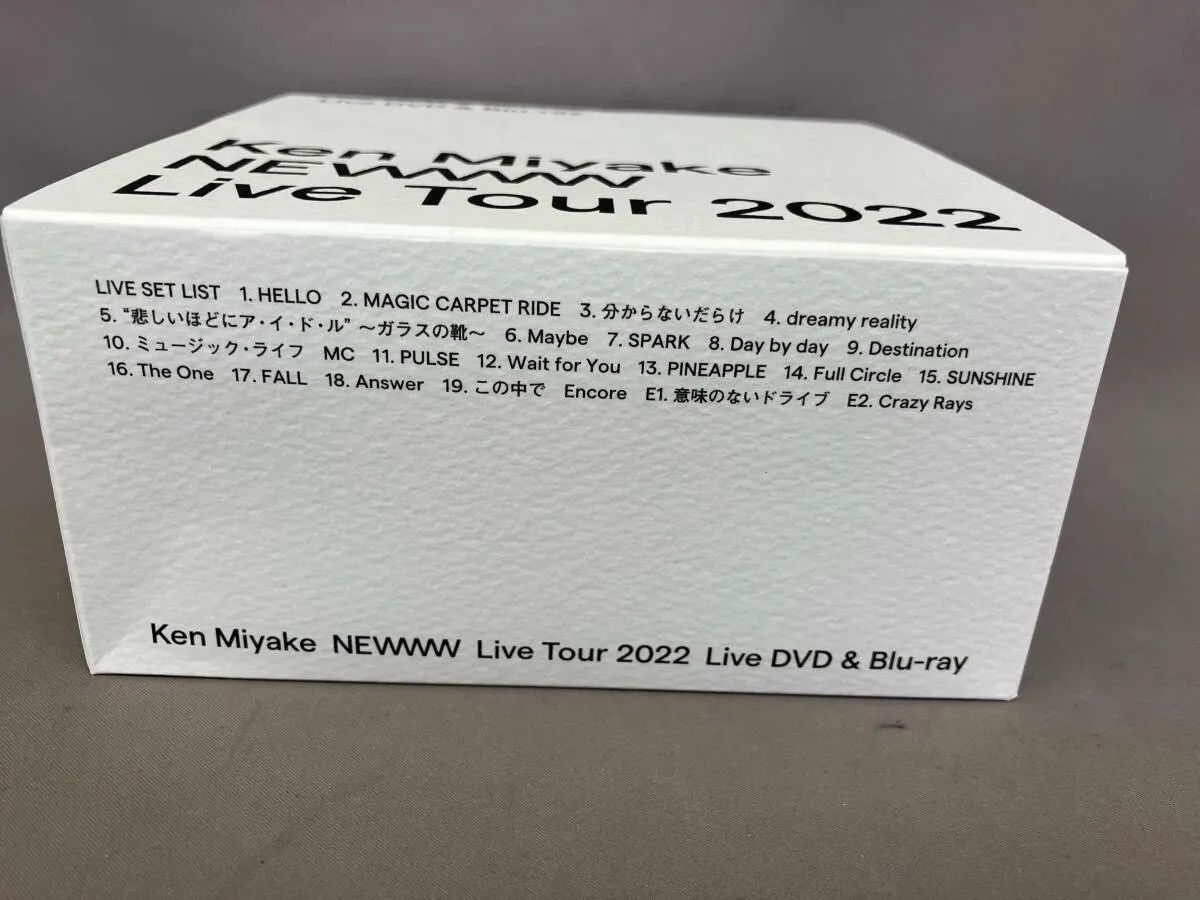 Live DVD & Blu-ray
Ken Miyake
NEWWW
Live Tour 2022
LIVE SET LIST 1. HELLO 2. MAGIC CARPET RIDE 3. 分からないだらけ 4. dreamy reality
5. “悲しいほどにア・イ・ド・ル” ～ガラスの靴～ 6. Maybe 7. SPARK 8. Day by day 9. Destination
10. ミュージック・ライフ MC 11. PULSE 12. Wait for You 13. PINEAPPLE 14. Full Circle 15. SUNSHINE
16. The One 17. FALL 18. Answer 19. この中で Encore E1. 意味のないドライブ E2. Crazy Rays
Ken Miyake NEWWW Live Tour 2022 Live DVD & Blu-ray